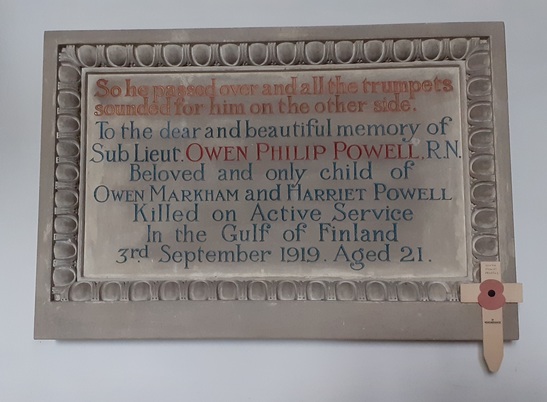 So he passed over and all the trumpets
sounded for him on the other side.
To the dear and beautiful memory of
Sub Lieut. OWEN PHILIP POWELL. R.N.
Beloved and only child of
OWEN MARKHAM and HARRIET POWELL
Killed on Active Service
In the Gulf of Finland
3rd September 1919. Aged 21.